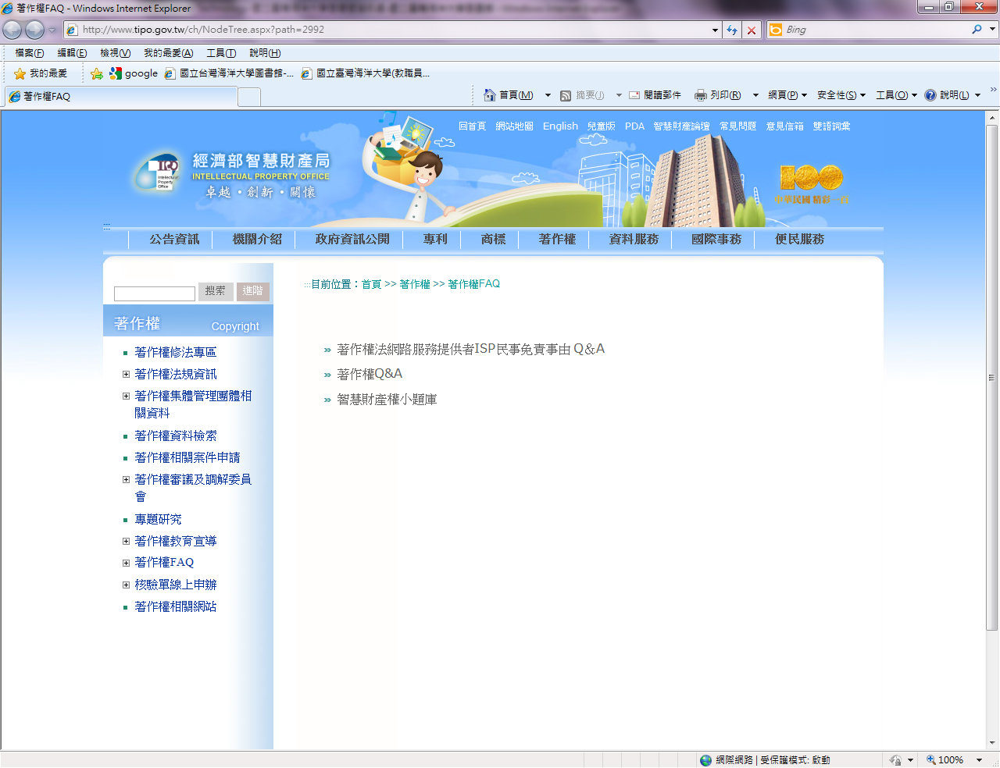 著作權FAQ - Windows Internet Explorer
http://www.tipo.gov.tw/ch/NodeTree.aspx?path=2992
Bing
檔案(F) 編輯(E) 檢視(V) 我的最愛(A) 工具(T) 說明(H)
我的最愛 google 國立台灣海洋大學圖書館-... 國立臺灣海洋大學(教職員...
著作權FAQ
首頁(M) 摘要(J) 閱讀郵件 列印(R) 網頁(P) 安全性(S) 工具(O) 說明(L) »
回首頁 網站地圖 English 兒童版 PDA 智慧財產論壇 常見問題 意見信箱 雙語詞彙
TIPO
Intellectual
Property
Office
經濟部智慧財產局
INTELLECTUAL PROPERTY OFFICE
卓越・創新・關懷
100
中華民國 精彩一百
:::
公告資訊 機關介紹 政府資訊公開 專利 商標 著作權 資料服務 國際事務 便民服務
:::目前位置：首頁 >> 著作權 >> 著作權FAQ
搜索 進階
著作權 Copyright
著作權修法專區
著作權法規資訊
著作權集體管理團體相
關資料
著作權資料檢索
著作權相關案件申請
著作權審議及調解委員
會
專題研究
著作權教育宣導
著作權FAQ
核驗單線上申辦
著作權相關網站
» 著作權法網路服務提供者ISP民事免責事由 Q＆A
» 著作權Q&A
» 智慧財產權小題庫
網際網路 | 受保護模式: 啟動
100%